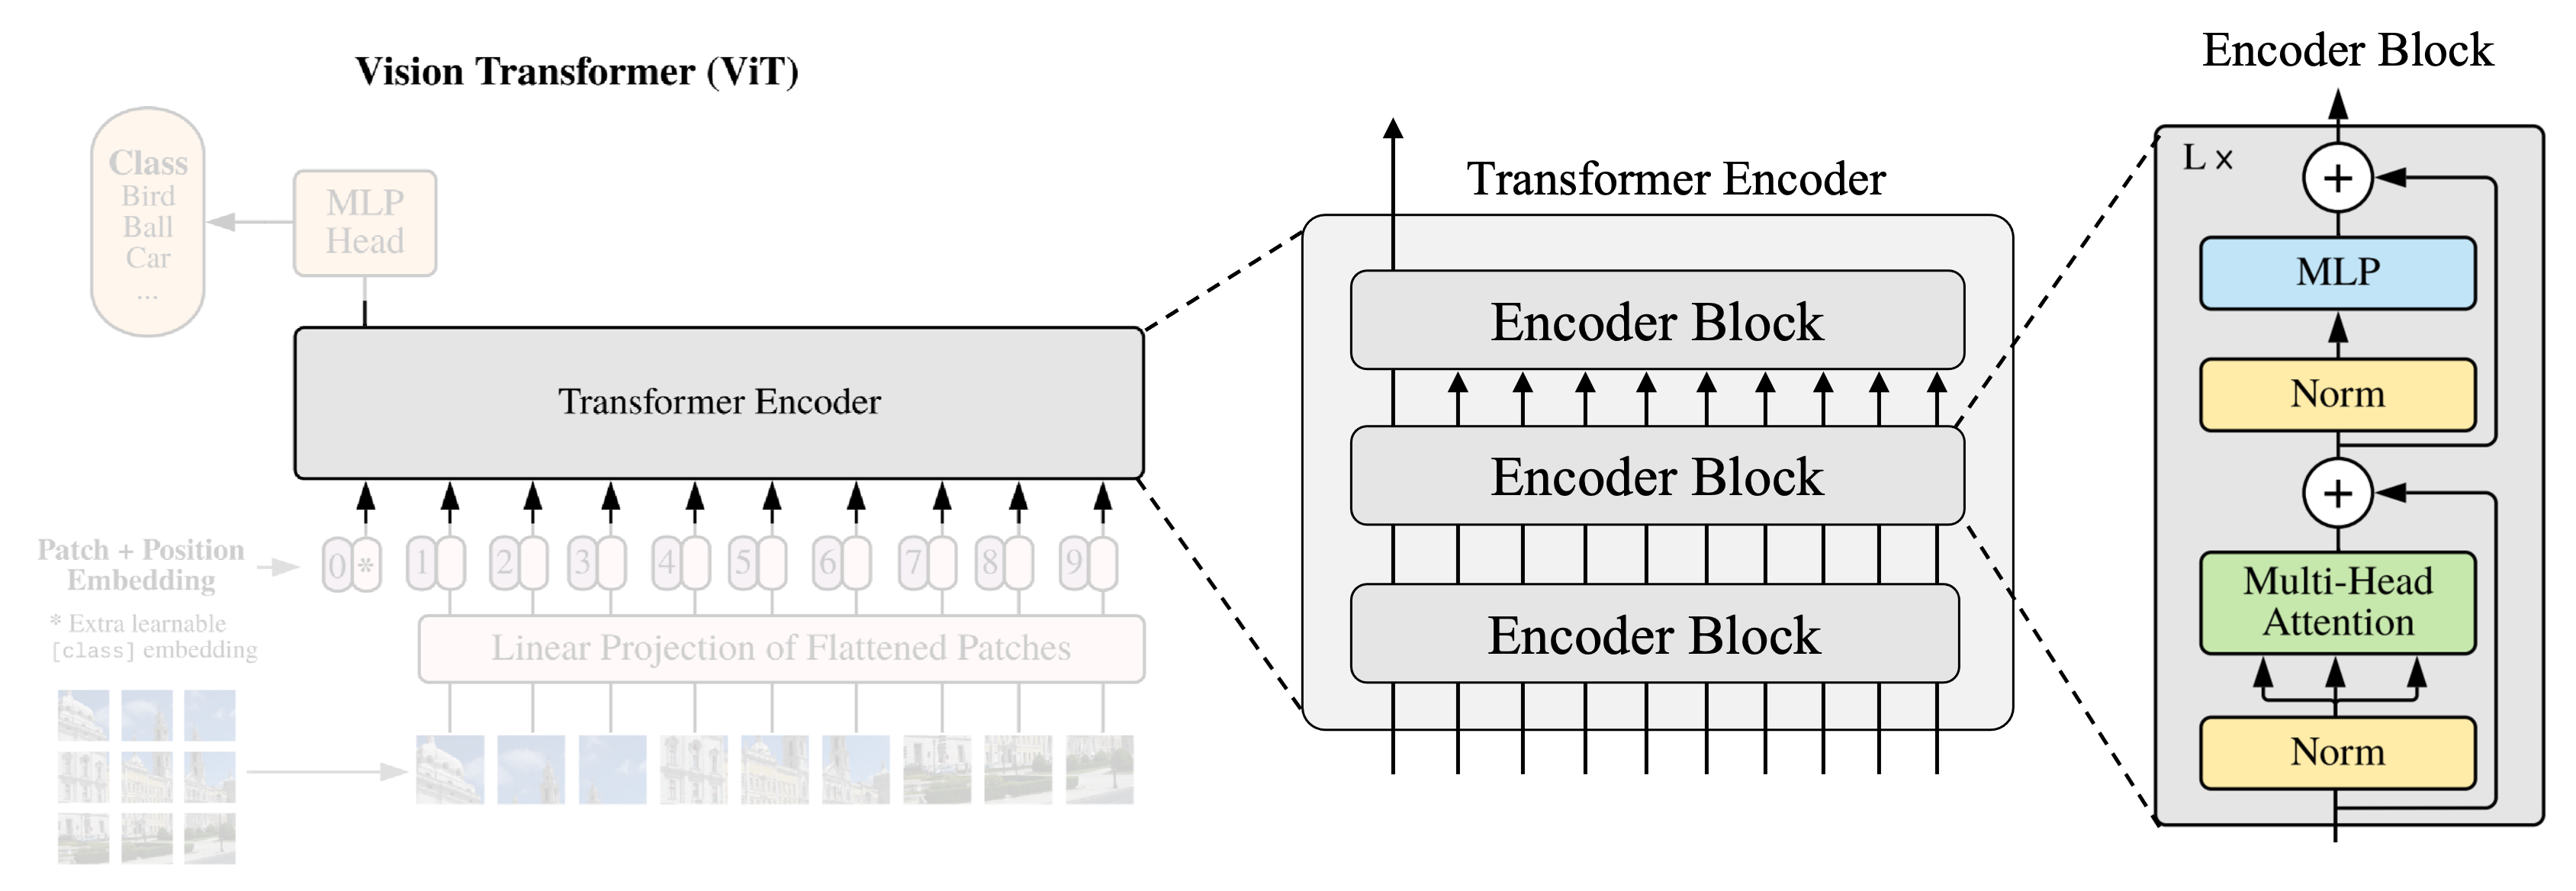 Vision Transformer (ViT)
Class
Bird
Ball
Car
...
MLP
Head
Transformer Encoder
Patch + Position
Embedding
0 * 1 2 3 4 5 6 7 8 9
* Extra learnable
[class] embedding
Linear Projection of Flattened Patches
Transformer Encoder
Encoder Block
Encoder Block
Encoder Block
Encoder Block
L ×
+
MLP
Norm
+
Multi-Head
Attention
Norm